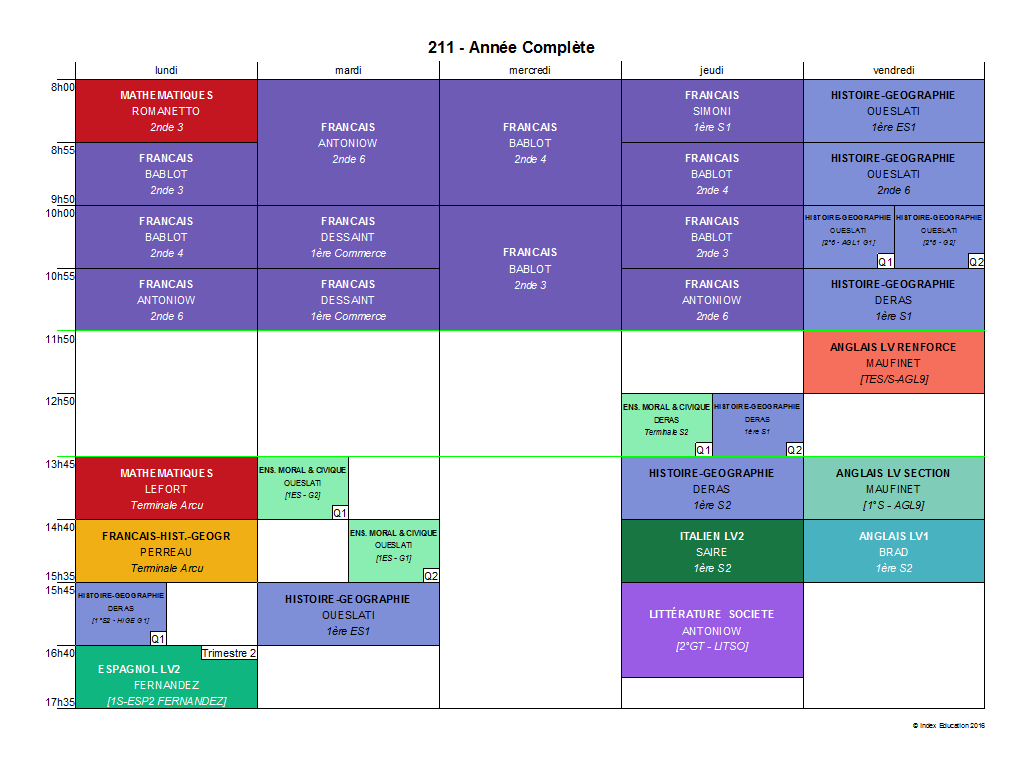 211 - Année Complète
lundi
mardi
mercredi
jeudi
vendredi
8h00
8h55
9h50
10h00
10h55
11h50
12h50
13h45
14h40
15h35
15h45
16h40
17h35
MATHEMATIQUES
ROMANETTO
2nde 3
FRANCAIS
BABLOT
2nde 3
FRANCAIS
BABLOT
2nde 4
FRANCAIS
ANTONIOW
2nde 6
MATHEMATIQUES
LEFORT
Terminale Arcu
FRANCAIS-HIST.-GEOGR
PERREAU
Terminale Arcu
HISTOIRE-GEOGRAPHIE
DERAS
[1°S2 - HIGE G1]
Q1
Trimestre 2
ESPAGNOL LV2
FERNANDEZ
[1S-ESP2 FERNANDEZ]
FRANCAIS
ANTONIOW
2nde 6
FRANCAIS
DESSAINT
1ère Commerce
FRANCAIS
DESSAINT
1ère Commerce
ENS. MORAL & CIVIQUE
OUESLATI
[1ES - G2]
Q1
ENS. MORAL & CIVIQUE
OUESLATI
[1ES - G1]
Q2
HISTOIRE-GEOGRAPHIE
OUESLATI
1ère ES1
FRANCAIS
BABLOT
2nde 4
FRANCAIS
BABLOT
2nde 3
FRANCAIS
SIMONI
1ère S1
FRANCAIS
BABLOT
2nde 4
FRANCAIS
BABLOT
2nde 3
FRANCAIS
ANTONIOW
2nde 6
ENS. MORAL & CIVIQUE
DERAS
Terminale S2
Q1
HISTOIRE-GEOGRAPHIE
DERAS
1ère S1
Q2
HISTOIRE-GEOGRAPHIE
DERAS
1ère S2
ITALIEN LV2
SAIRE
1ère S2
LITTÉRATURE SOCIETE
ANTONIOW
[2°GT - LITSO]
HISTOIRE-GEOGRAPHIE
OUESLATI
1ère ES1
HISTOIRE-GEOGRAPHIE
OUESLATI
2nde 6
HISTOIRE-GEOGRAPHIE
OUESLATI
[2°6 - AGL1 G1]
Q1
HISTOIRE-GEOGRAPHIE
OUESLATI
[2°6 - G2]
Q2
HISTOIRE-GEOGRAPHIE
DERAS
1ère S1
ANGLAIS LV RENFORCE
MAUFINET
[TES/S-AGL9]
ANGLAIS LV SECTION
MAUFINET
[1°S - AGL9]
ANGLAIS LV1
BRAD
1ère S2
© Index Education 2016